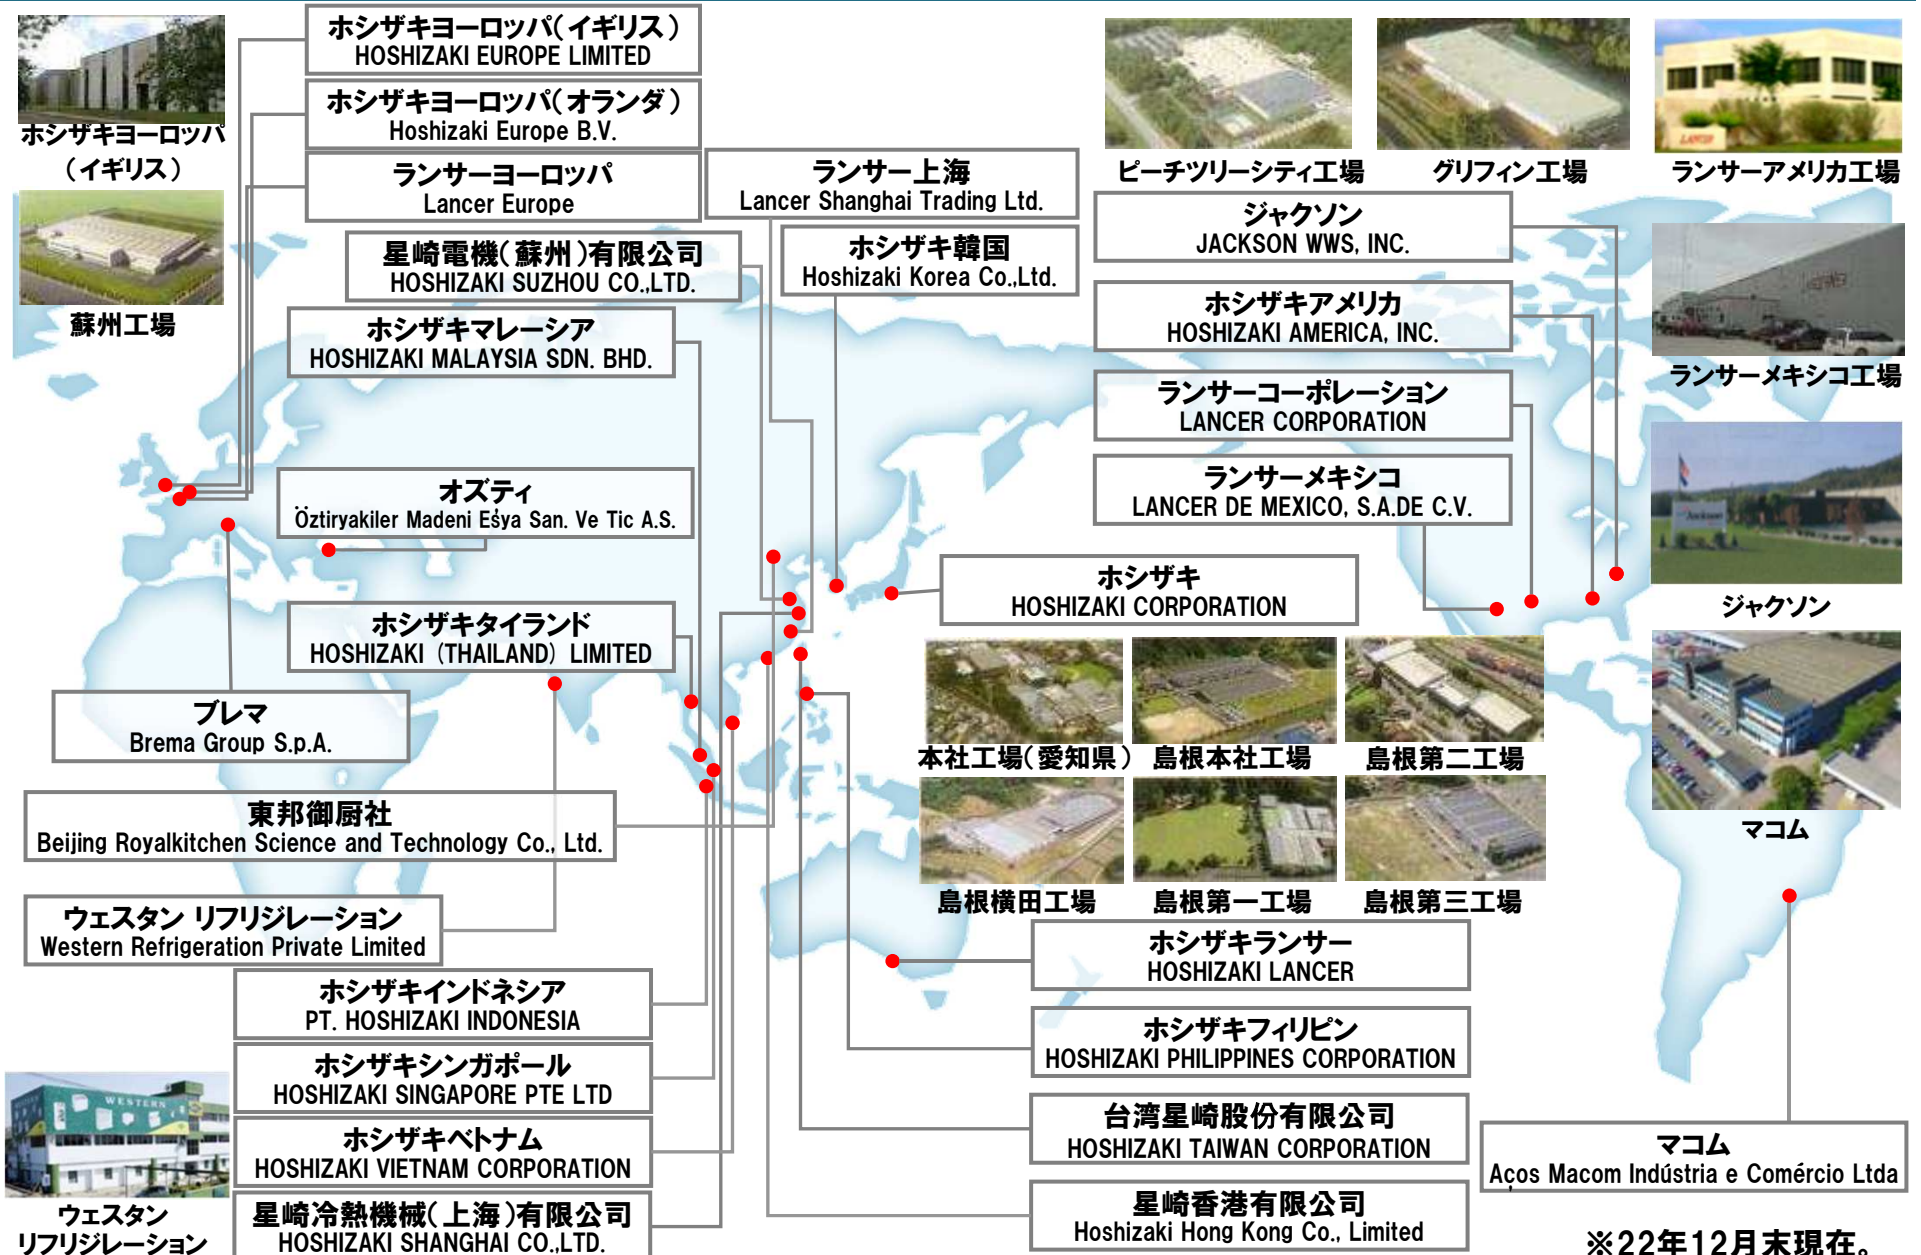 ホシザキヨーロッパ(イギリス)
HOSHIZAKI EUROPE LIMITED
ホシザキヨーロッパ(オランダ)
Hoshizaki Europe B.V.
ランサーヨーロッパ
Lancer Europe
ホシザキヨーロッパ
(イギリス)
蘇州工場
ランサー上海
Lancer Shanghai Trading Ltd.
星崎電機(蘇州)有限公司
HOSHIZAKI SUZHOU CO.,LTD.
ホシザキ韓国
Hoshizaki Korea Co.,Ltd.
ホシザキマレーシア
HOSHIZAKI MALAYSIA SDN. BHD.
ピーチツリーシティ工場
グリフィン工場
LANCER
ランサーアメリカ工場
ジャクソン
JACKSON WWS, INC.
ホシザキアメリカ
HOSHIZAKI AMERICA, INC.
ランサーメキシコ工場
ランサーコーポレーション
LANCER CORPORATION
ランサーメキシコ
LANCER DE MEXICO, S.A.DE C.V.
Jackson
ジャクソン
オズティ
Öztiryakiler Madeni Eşya San. Ve Tic A.S.
ホシザキ
HOSHIZAKI CORPORATION
ホシザキタイランド
HOSHIZAKI (THAILAND) LIMITED
ブレマ
Brema Group S.p.A.
本社工場(愛知県)
島根本社工場
島根第二工場
島根横田工場
島根第一工場
島根第三工場
マコム
東邦御厨社
Beijing Royalkitchen Science and Technology Co., Ltd.
ウェスタン リフリジレーション
Western Refrigeration Private Limited
ホシザキランサー
HOSHIZAKI LANCER
ホシザキインドネシア
PT. HOSHIZAKI INDONESIA
ホシザキフィリピン
HOSHIZAKI PHILIPPINES CORPORATION
ホシザキシンガポール
HOSHIZAKI SINGAPORE PTE LTD
台湾星崎股份有限公司
HOSHIZAKI TAIWAN CORPORATION
ホシザキベトナム
HOSHIZAKI VIETNAM CORPORATION
マコム
Aços Macom Indústria e Comércio Ltda
星崎香港有限公司
Hoshizaki Hong Kong Co., Limited
星崎冷熱機械(上海)有限公司
HOSHIZAKI SHANGHAI CO.,LTD.
WESTERN
ウェスタン
リフリジレーション
※22年12月末現在。